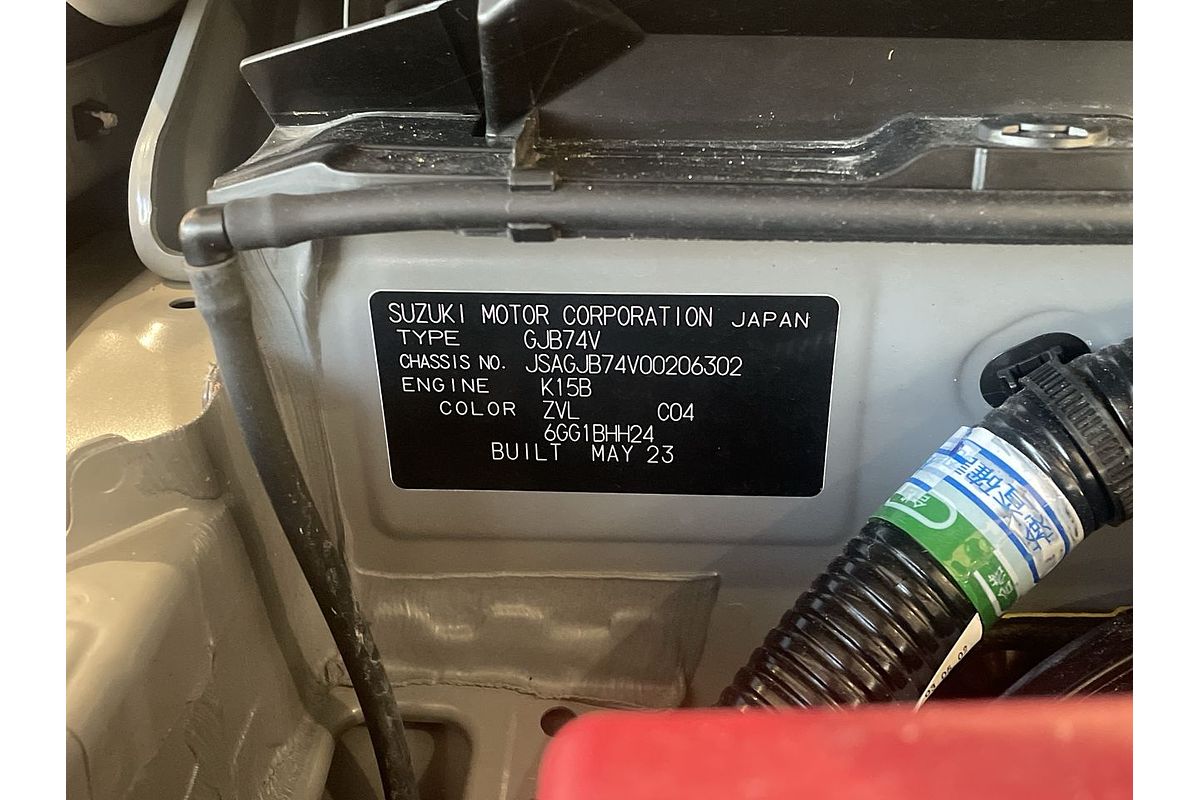 SUZUKI MOTOR CORPORATION JAPAN
TYPE GJB74V
CHASSIS NO. JSAGJB74V00206302
ENGINE K15B
COLOR ZVL C04
6GG1BHH24
BUILT MAY 23